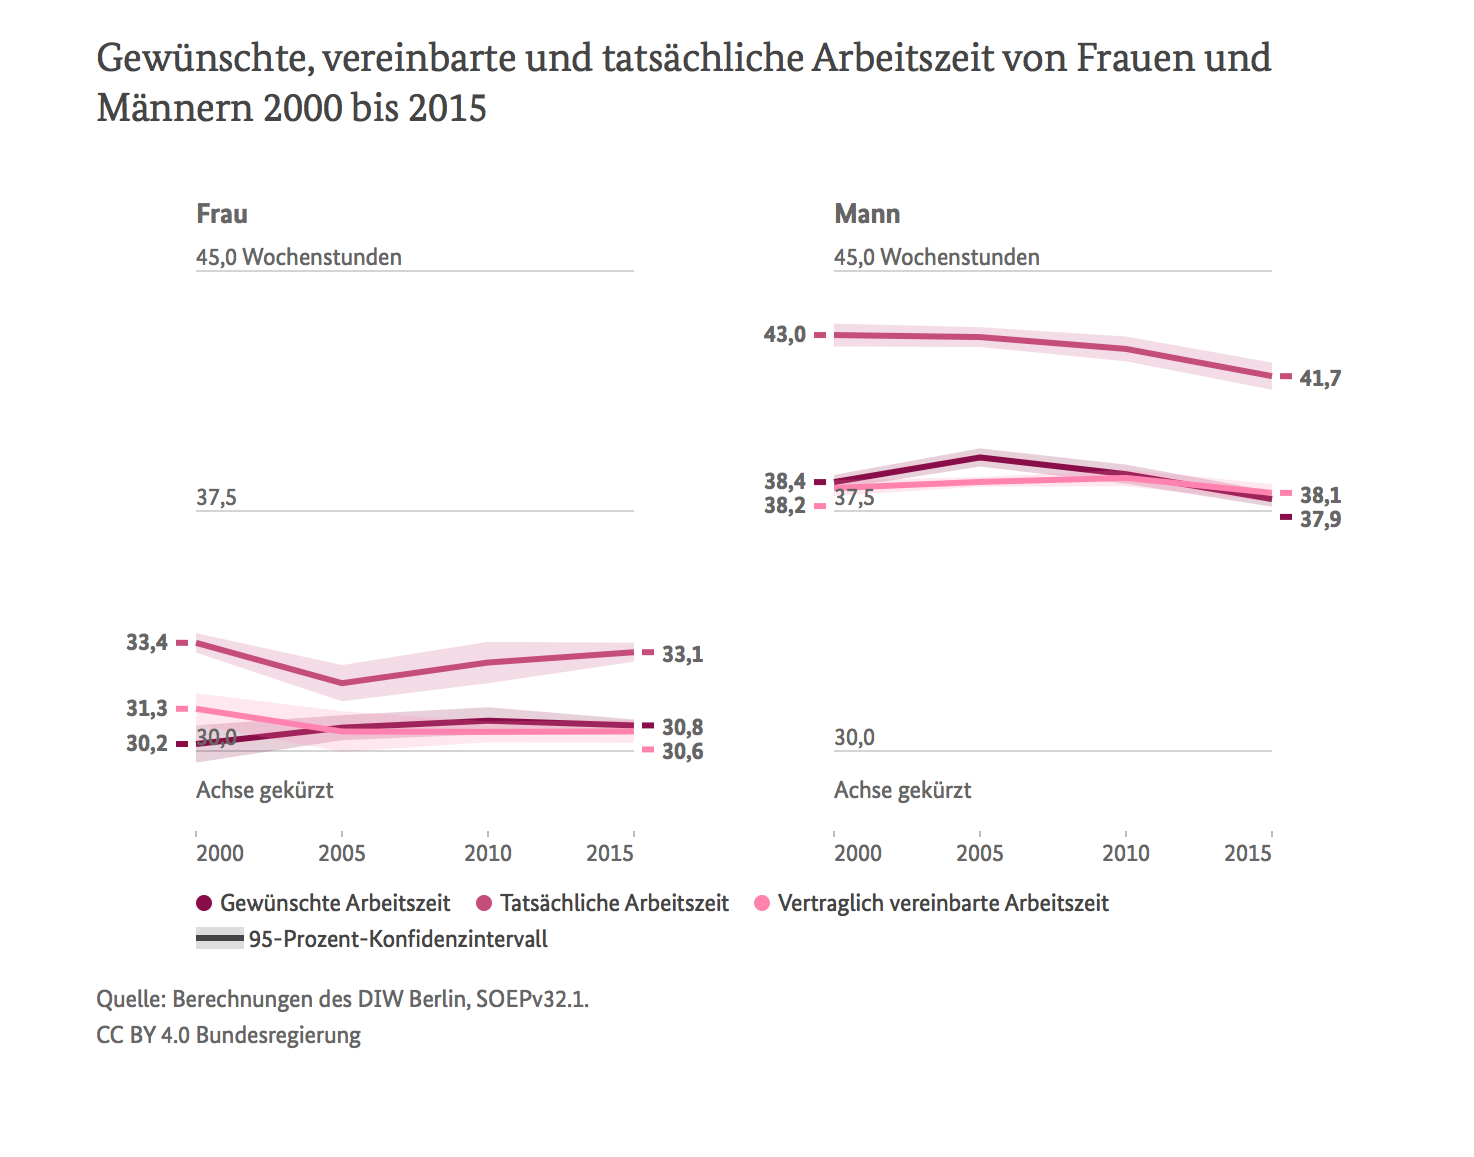 Gewünschte, vereinbarte und tatsächliche Arbeitszeit von Frauen und
Männern 2000 bis 2015
Frau
45,0 Wochenstunden
37,5
33,4
33,1
31,3
30,2
30,0
30,8
30,6
Achse gekürzt
2000 2005 2010 2015
Mann
45,0 Wochenstunden
43,0
41,7
38,4
38,2
37,5
38,1
37,9
30,0
Achse gekürzt
2000 2005 2010 2015
Gewünschte Arbeitszeit Tatsächliche Arbeitszeit Vertraglich vereinbarte Arbeitszeit
95-Prozent-Konfidenzintervall
Quelle: Berechnungen des DIW Berlin, SOEPv32.1.
CC BY 4.0 Bundesregierung